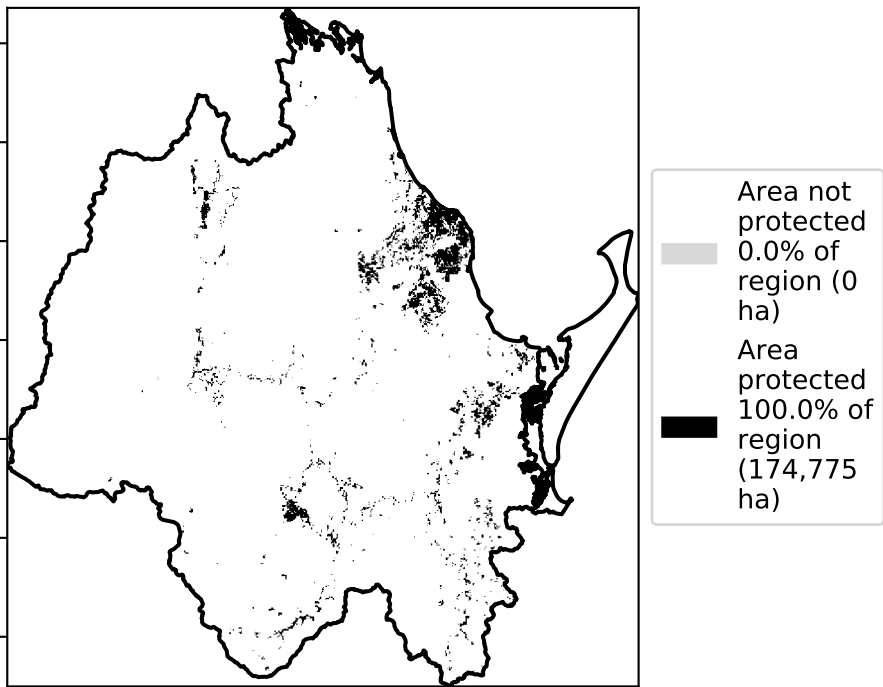 Area not
protected
0.0% of
region (0
ha)
Area
protected
100.0% of
region
(174,775
ha)